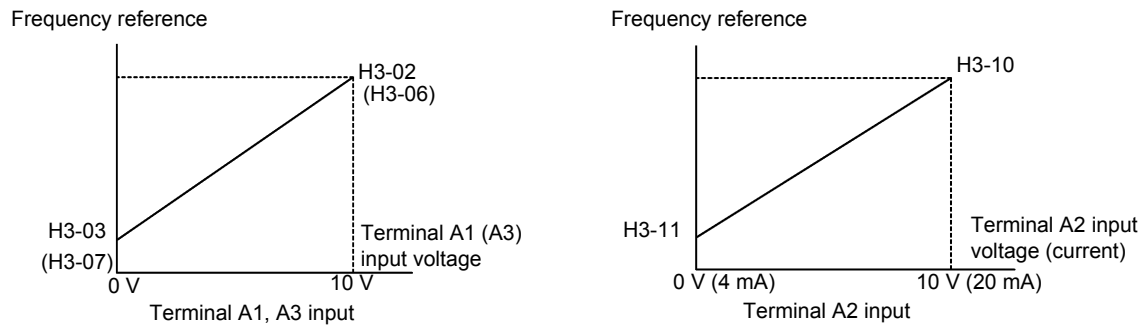 Frequency reference
H3-02
(H3-06)
H3-03
(H3-07)
Terminal A1 (A3)
input voltage
0 V
10 V
Terminal A1, A3 input
Frequency reference
H3-10
H3-11
Terminal A2 input
voltage (current)
0 V (4 mA)
10 V (20 mA)
Terminal A2 input